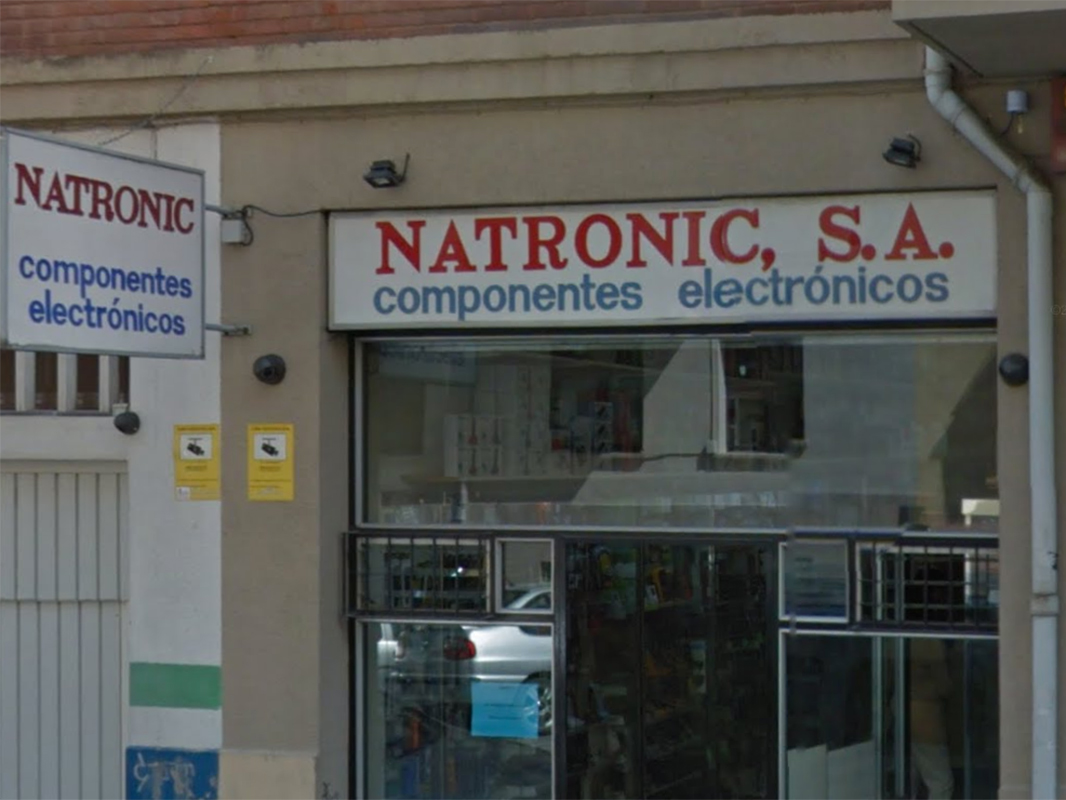 NATRONIC
componentes
electrónicos
NATRONIC, S.A.
componentes electrónicos